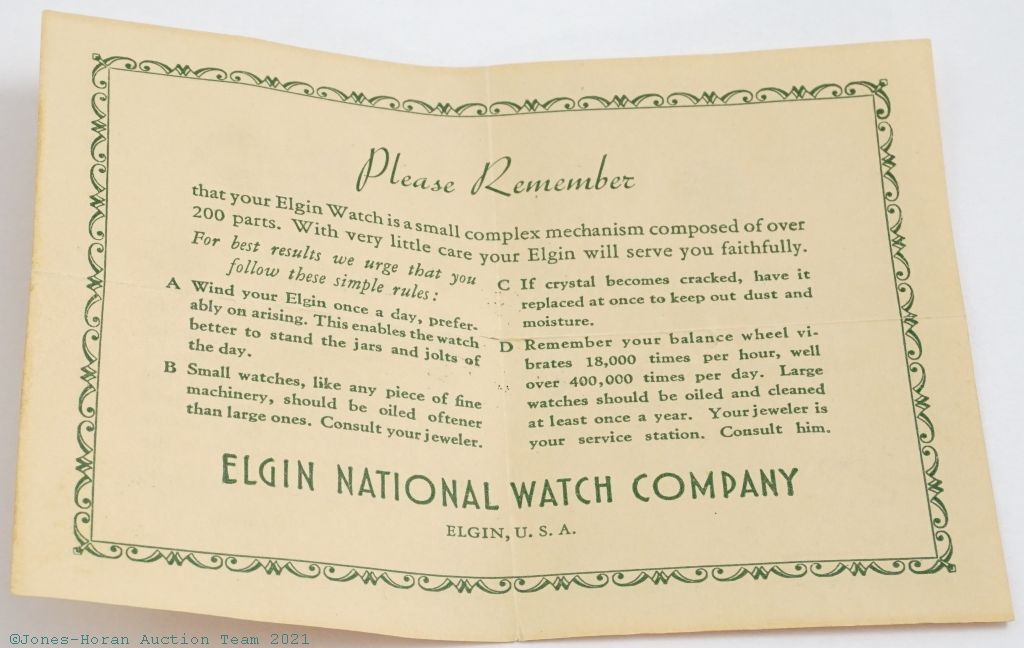 Please Remember
that your Elgin Watch is a small complex mechanism composed of over
200 parts. With very little care your Elgin will serve you faithfully.
For best results we urge that you
follow these simple rules:
A Wind your Elgin once a day, prefer-
ably on arising. This enables the watch
better to stand the jars and jolts of
the day.
B Small watches, like any piece of fine
machinery, should be oiled oftener
than large ones. Consult your jeweler.
C If crystal becomes cracked, have it
replaced at once to keep out dust and
moisture.
D Remember your balance wheel vi-
brates 18,000 times per hour, well
over 400,000 times per day. Large
watches should be oiled and cleaned
at least once a year. Your jeweler is
your service station. Consult him.
ELGIN NATIONAL WATCH COMPANY
ELGIN, U. S. A.
©Jones-Horan Auction Team 2021